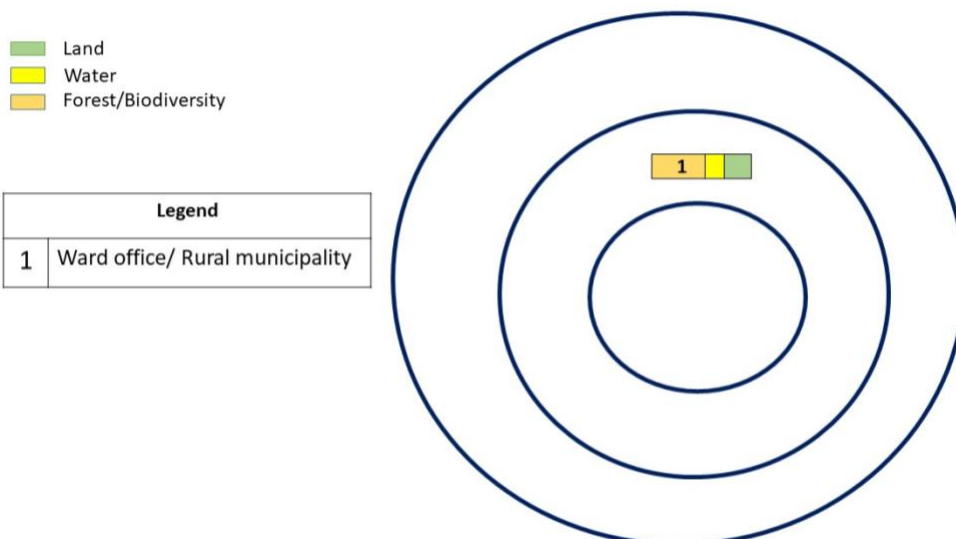 Land
Water
Forest/Biodiversity
Legend
1 Ward office/ Rural municipality
1